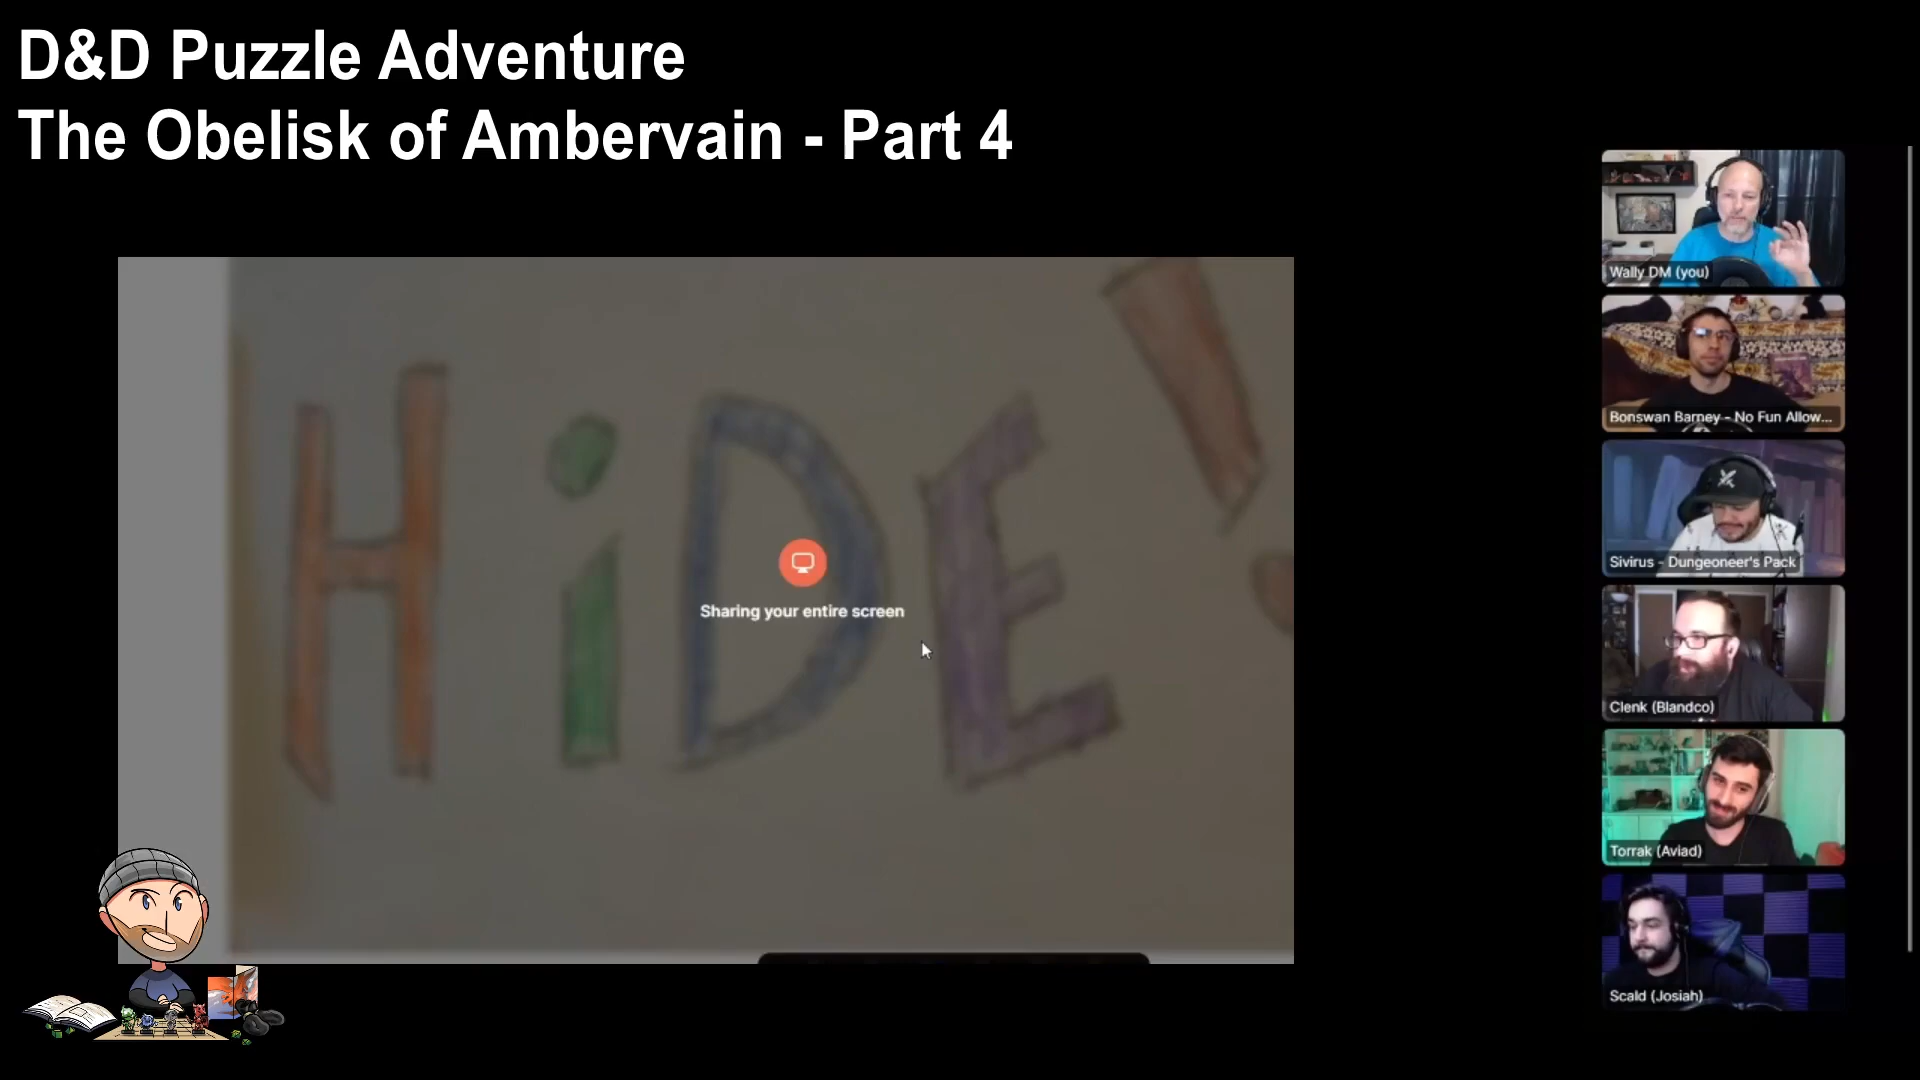 D&D Puzzle Adventure
The Obelisk of Ambervain - Part 4
HiDE!
Sharing your entire screen
Wally DM (you)
Bonswan Barney - No Fun Allow...
Sivirus - Dungeoneer's Pack
Clenk (Blandco)
Torrak (Aviad)
Scald (Josiah)